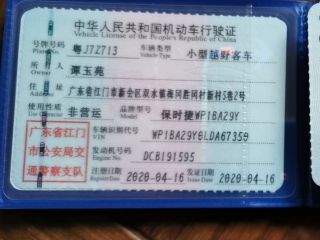 中华人民共和国机动车行驶证
Vehicle License of the People's Republic of China
号牌号码 粤J7Z713 车辆类型 小型越野客车
Plate No. Vehicle Type
所有人 谭玉苑
Owner
住址 广东省江门市新会区双水镇梅冈胜冈村新村5巷2号
Address
使用性质 非营运 品牌型号 保时捷WP1BA29Y
Use Character Model
广东省江门市公安局交通警察支队
车辆识别代号 WP1BA29Y6LDA67350
VIN
发动机号码 DCB191595
Engine No.
注册日期 2020-04-16 发证日期 2020-04-16
Register Date Issue Date